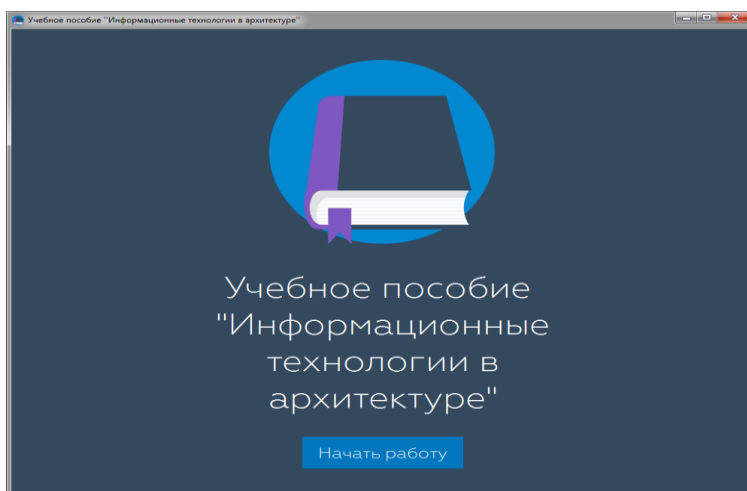 Учебное пособие "Информационные технологии в архитектуре"
Учебное пособие
"Информационные
технологии в
архитектуре"
Начать работу